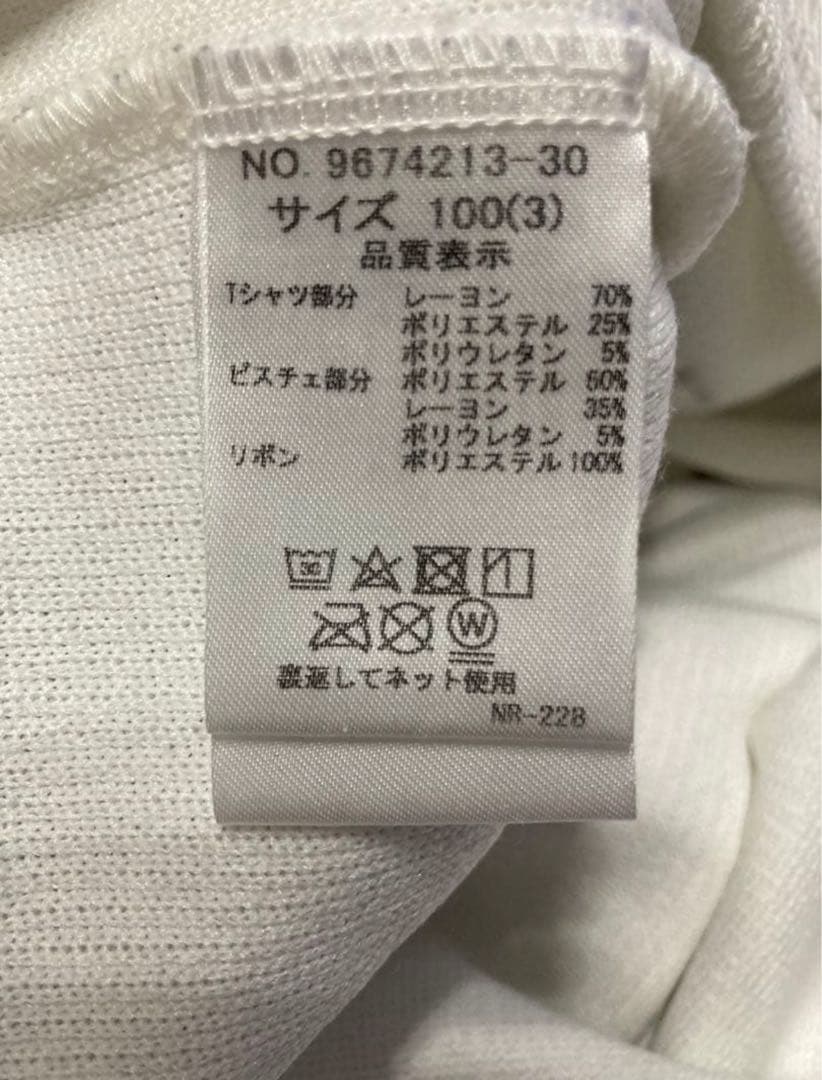 NO. 9674213-30
サイズ 100(3)
品質表示
Tシャツ部分 レーヨン 70%
ポリエステル 25%
ポリウレタン 5%
ビスチェ部分 ポリエステル 60%
レーヨン 35%
ポリウレタン 5%
リボン ポリエステル 100%
30
W
裏返してネット使用
NR-228